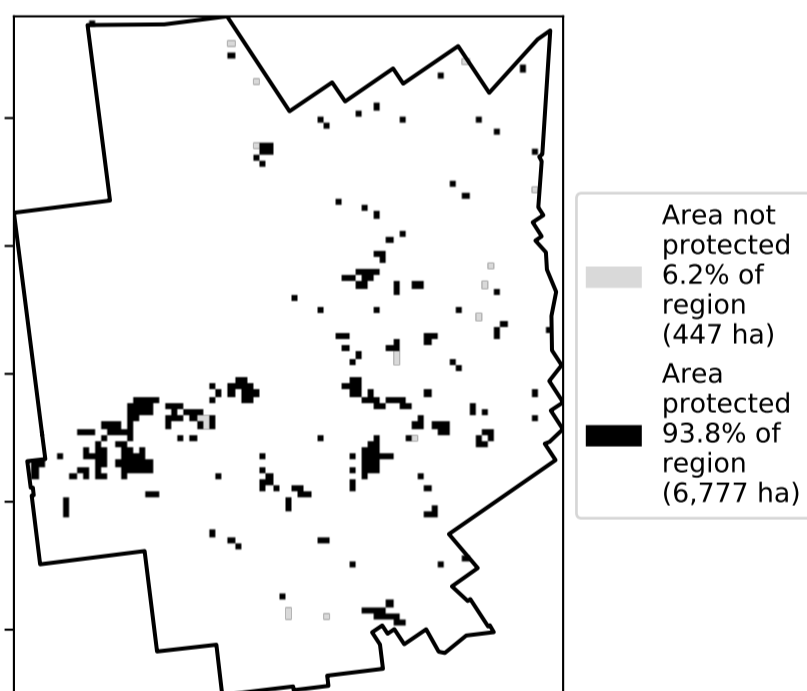 Area not
protected
6.2% of
region
(447 ha)
Area
protected
93.8% of
region
(6,777 ha)